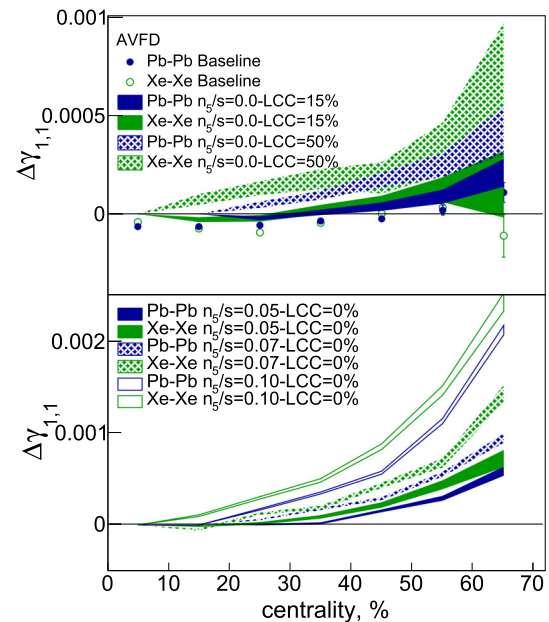 0.001
AVFD
Pb-Pb Baseline
Xe-Xe Baseline
Pb-Pb n5/s=0.0-LCC=15%
Xe-Xe n5/s=0.0-LCC=15%
Pb-Pb n5/s=0.0-LCC=50%
Xe-Xe n5/s=0.0-LCC=50%
0.0005
Δγ1,1
0
Pb-Pb n5/s=0.05-LCC=0%
Xe-Xe n5/s=0.05-LCC=0%
Pb-Pb n5/s=0.07-LCC=0%
Xe-Xe n5/s=0.07-LCC=0%
Pb-Pb n5/s=0.10-LCC=0%
Xe-Xe n5/s=0.10-LCC=0%
0.002
0.001
Δγ1,1
0
0 10 20 30 40 50 60 70
centrality, %